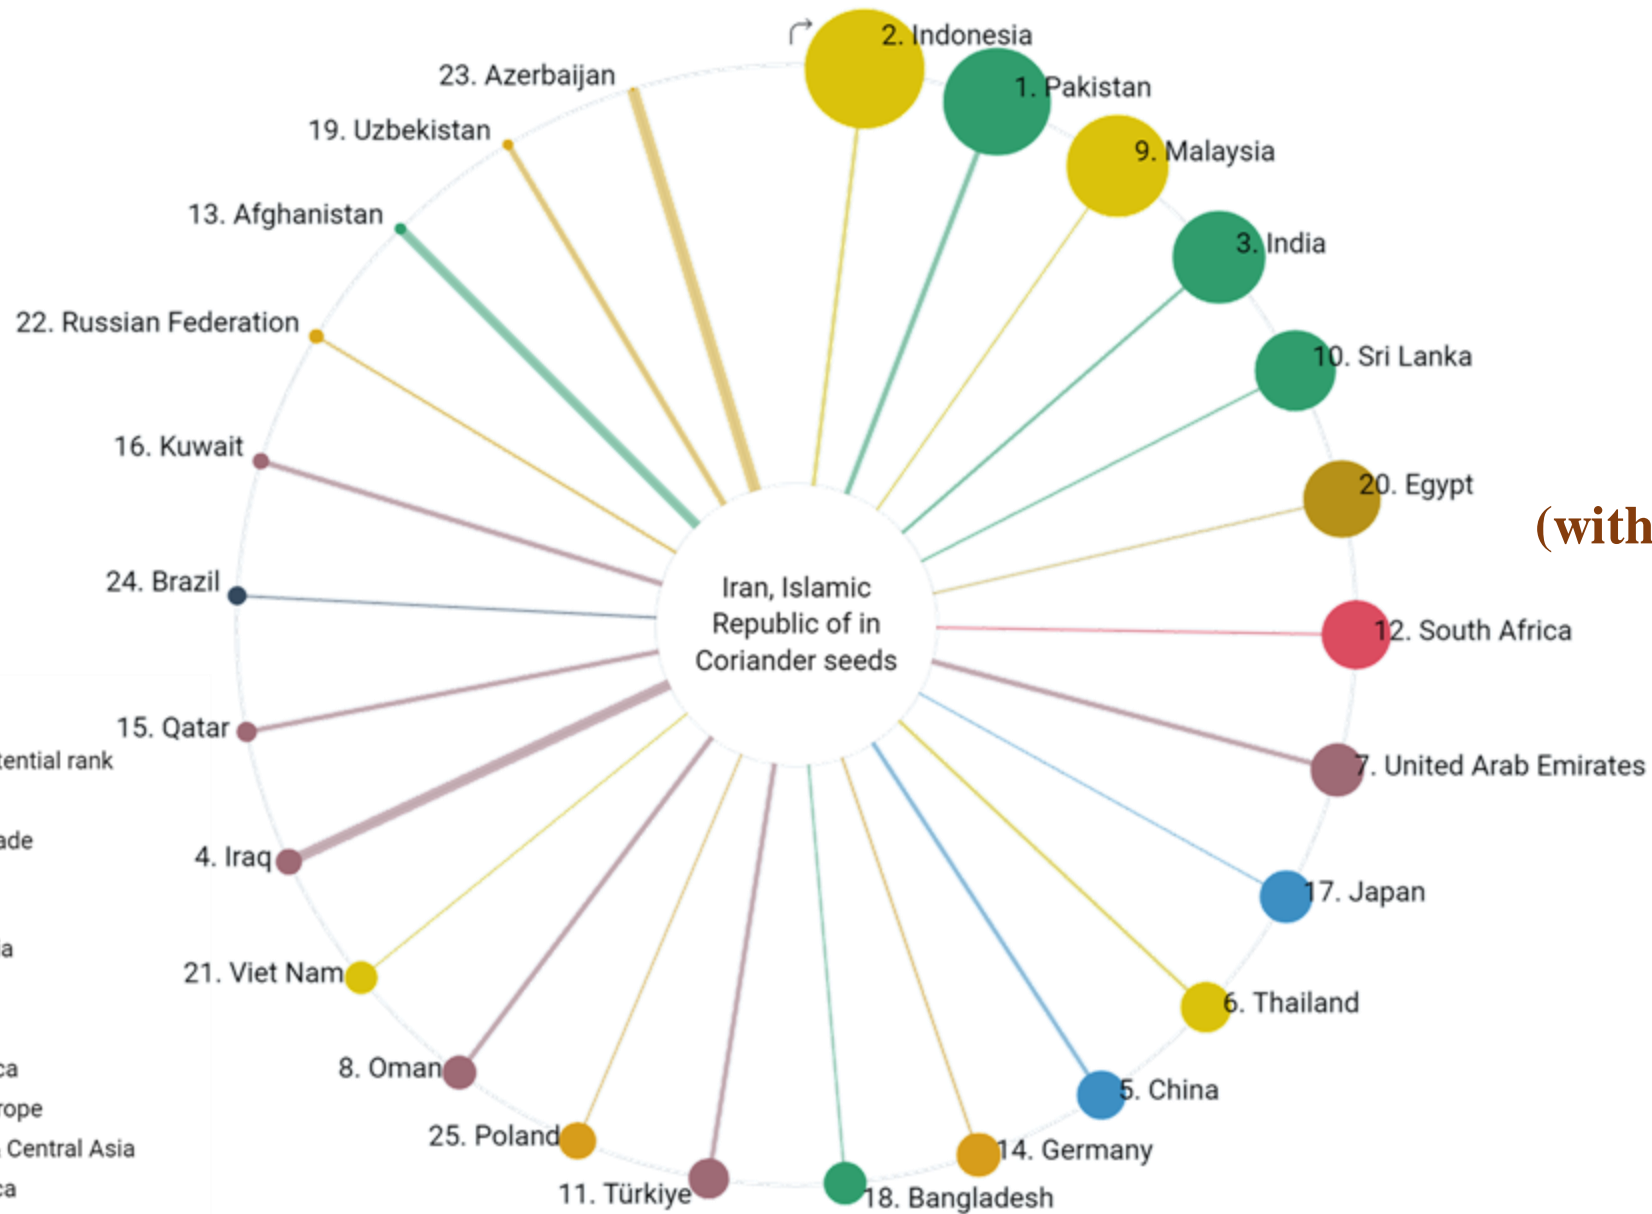 2. Indonesia
1. Pakistan
9. Malaysia
3. India
10. Sri Lanka
20. Egypt
12. South Africa
7. United Arab Emirates
17. Japan
6. Thailand
5. China
14. Germany
18. Bangladesh
11. Türkiye
25. Poland
8. Oman
21. Viet Nam
4. Iraq
15. Qatar
24. Brazil
16. Kuwait
22. Russian Federation
13. Afghanistan
19. Uzbekistan
23. Azerbaijan
Iran, Islamic
Republic of in
Coriander seeds
(with
rank
Central Asia